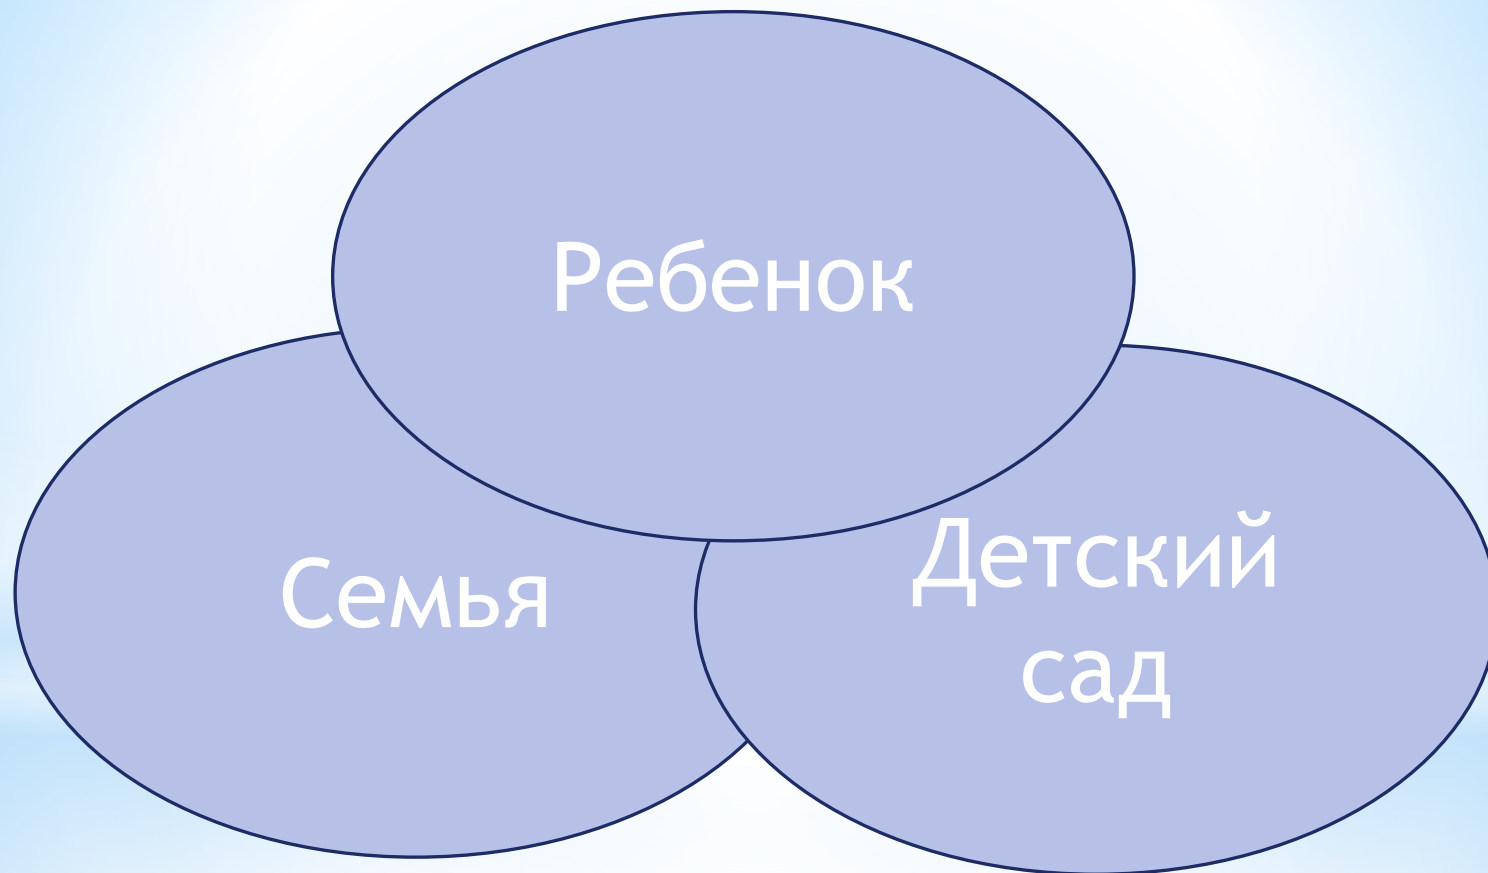 Ребенок
Семья
Детский
сад